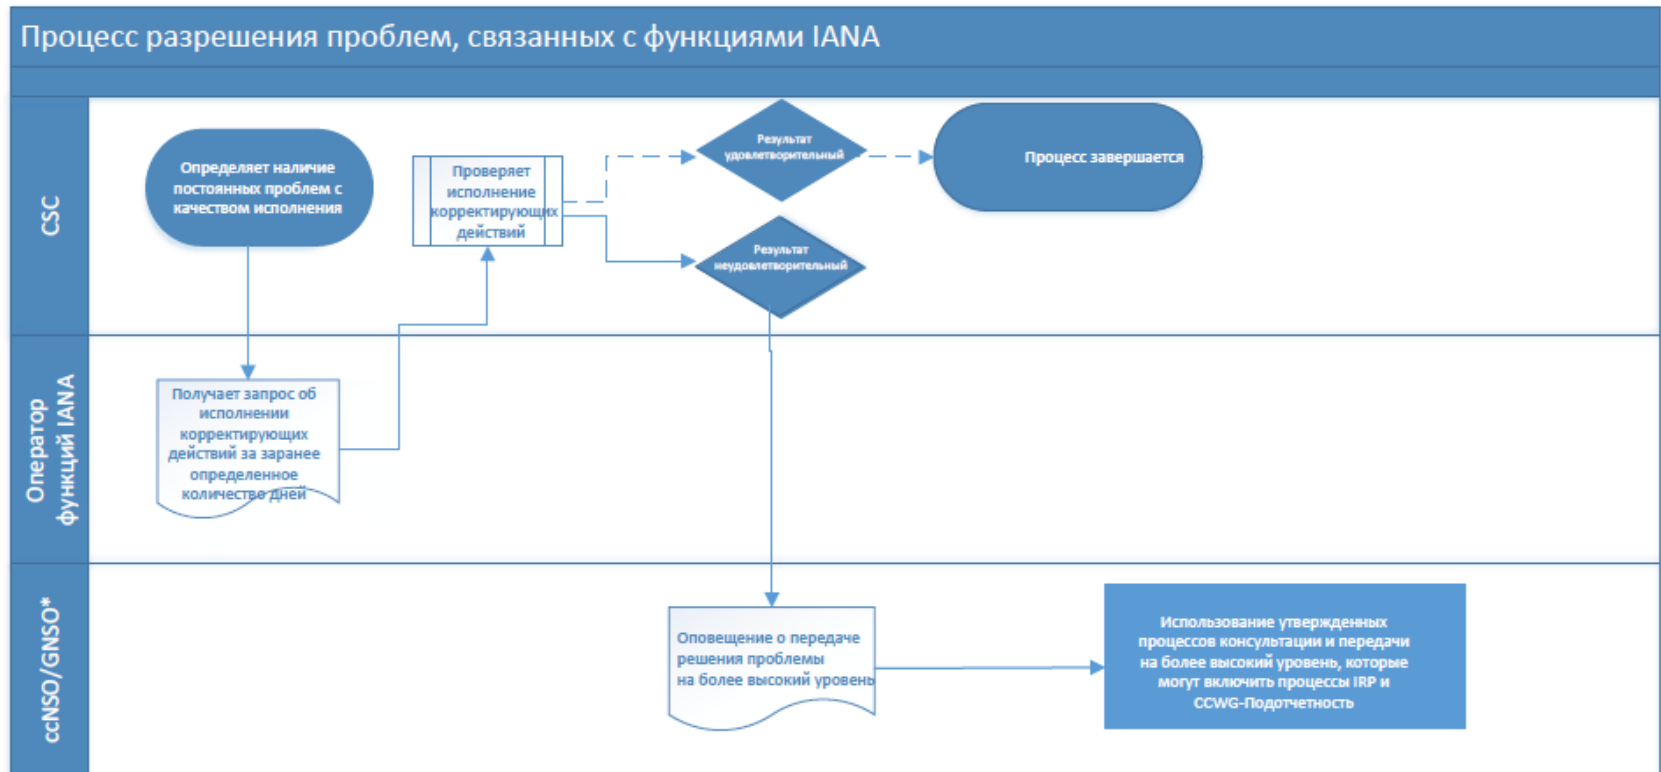 Процесс разрешения проблем, связанных с функциями IANA
CSC
Определяет наличие
постоянных проблем с
качеством исполнения
Проверяет
исполнение
корректирующих
действий
Результат
удовлетворительный
Процесс завершается
Результат
неудовлетворительный
Оператор
функций IANA
Получает запрос об
исполнении
корректирующих
действий за заранее
определенное
количество дней
ccNSO/GNSO*
Оповещение о передаче
решения проблемы
на более высокий уровень
Использование утвержденных
процессов консультации и передачи
на более высокий уровень, которые
могут включить процессы IRP и
CCWG-Подотчетность